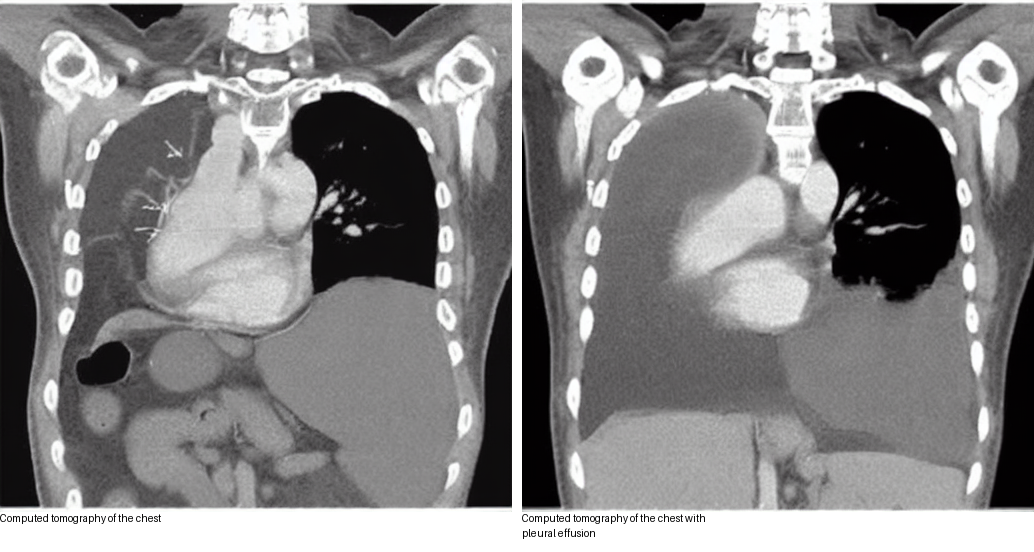 Computed tomography of the chest
Computed tomography of the chest with
pleural effusion